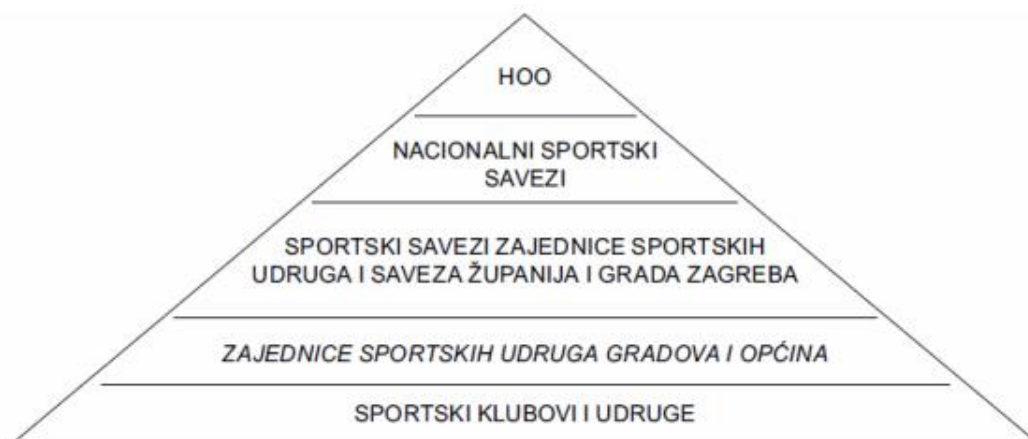 HOO
NACIONALNI SPORTSKI
SAVEZI
SPORTSKI SAVEZI ZAJEDNICE SPORTSKIH
UDRUGA I SAVEZA ŽUPANIJA I GRADA ZAGREBA
ZAJEDNICE SPORTSKIH UDRUGA GRADOVA I OPĆINA
SPORTSKI KLUBOVI I UDRUGE